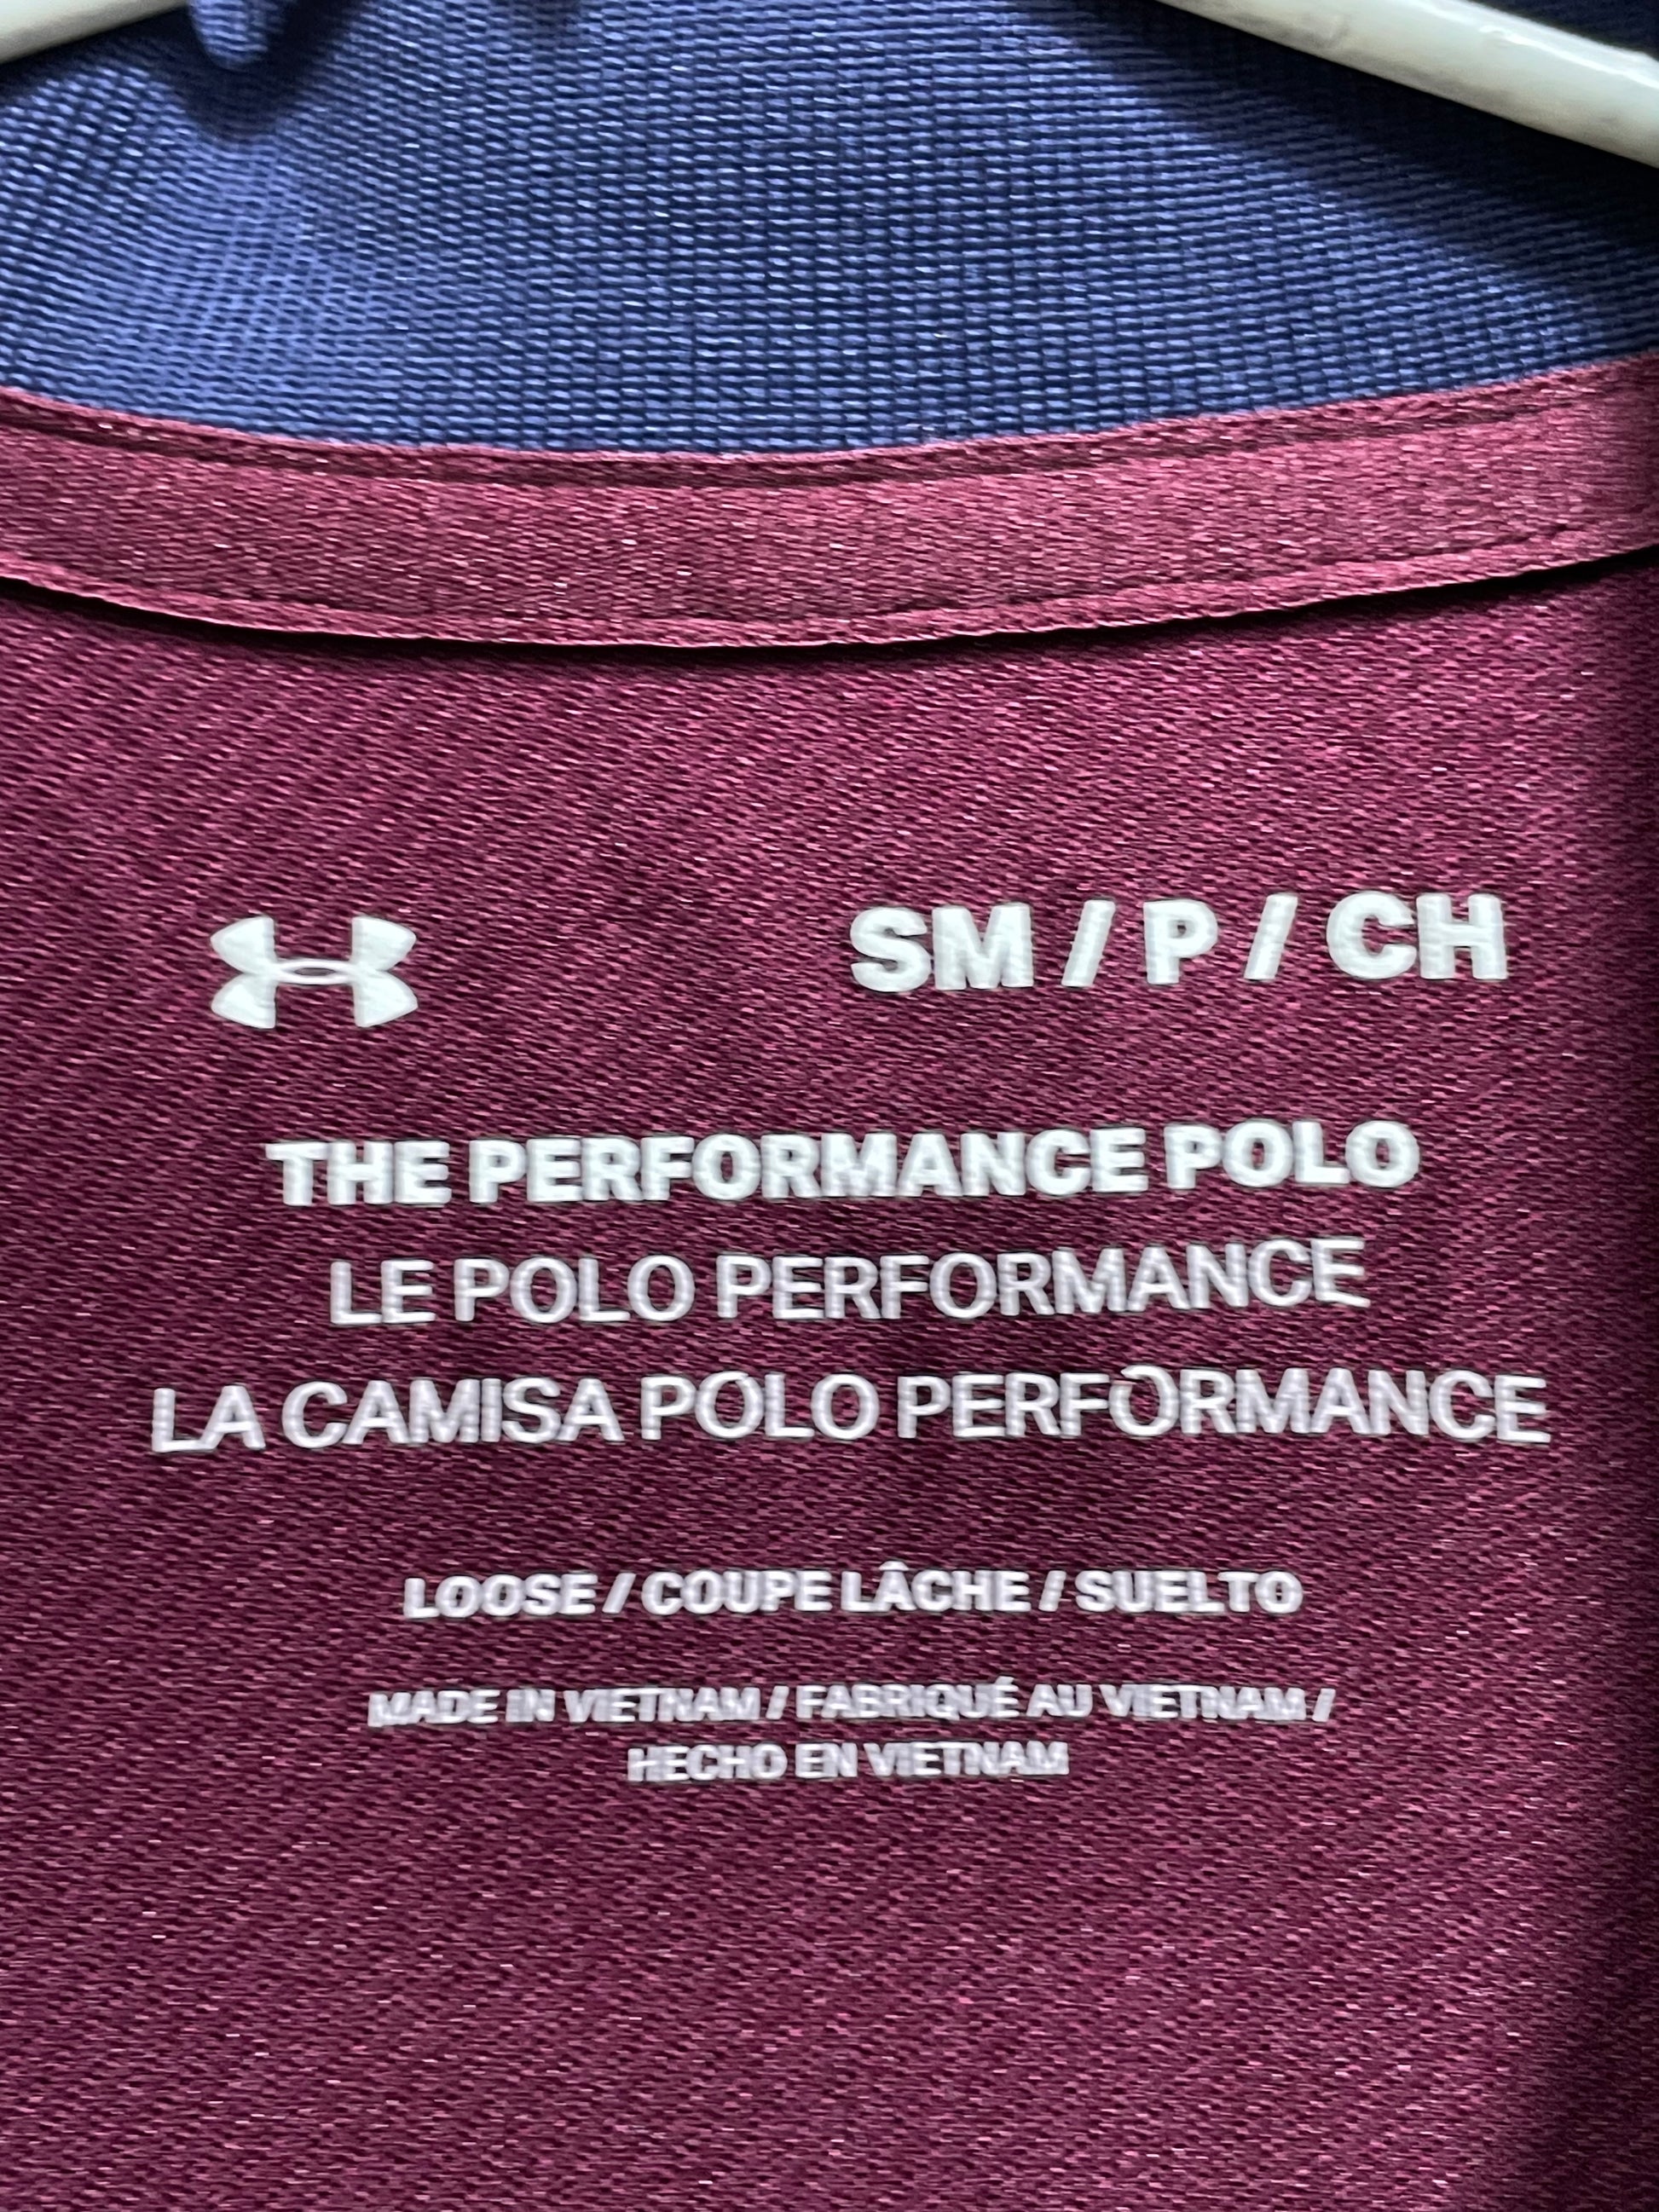 SM / P / CH
THE PERFORMANCE POLO
LE POLO PERFORMANCE
LA CAMISA POLO PERFORMANCE
LOOSE / COUPE LÂCHE / SUELTO
MADE IN VIETNAM / FABRIQUÉ AU VIETNAM /
HECHO EN VIETNAM